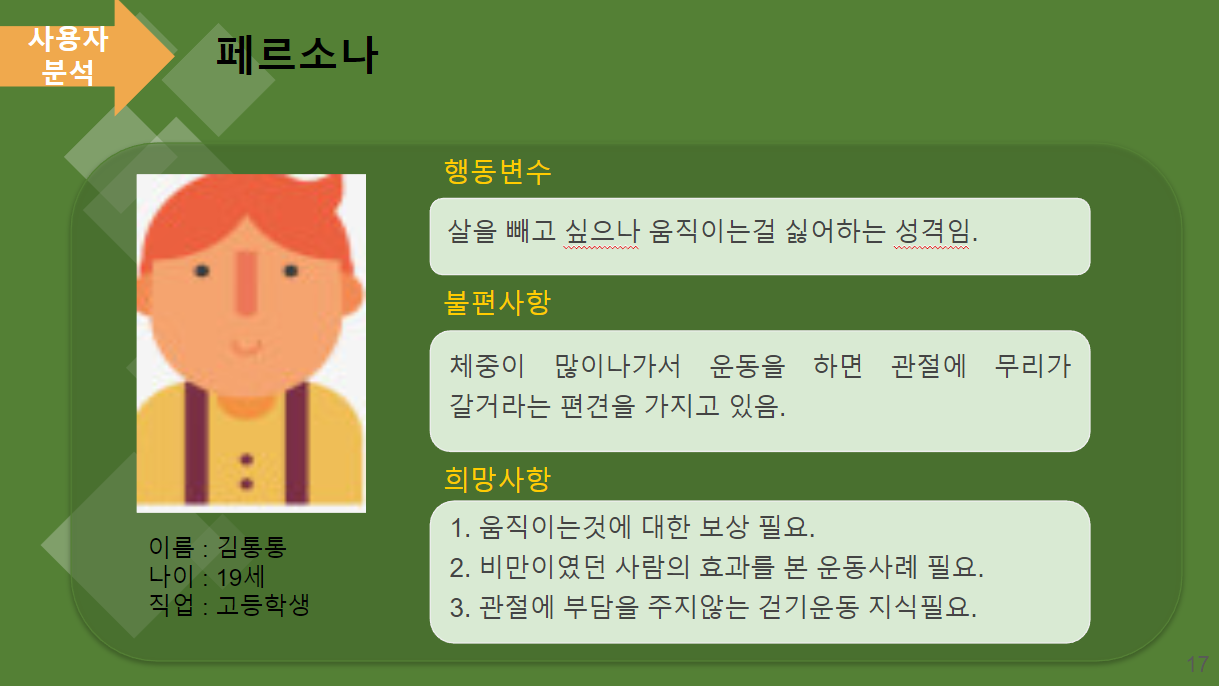 사용자
분석
페르소나
행동변수
살을 빼고 싶으나 움직이는걸 싫어하는 성격임.
불편사항
체중이 많이나가서 운동을 하면 관절에 무리가
갈거라는 편견을 가지고 있음.
희망사항
1. 움직이는것에 대한 보상 필요.
2. 비만이였던 사람의 효과를 본 운동사례 필요.
3. 관절에 부담을 주지않는 걷기운동 지식필요.
이름 : 김통통
나이 : 19세
직업 : 고등학생
17